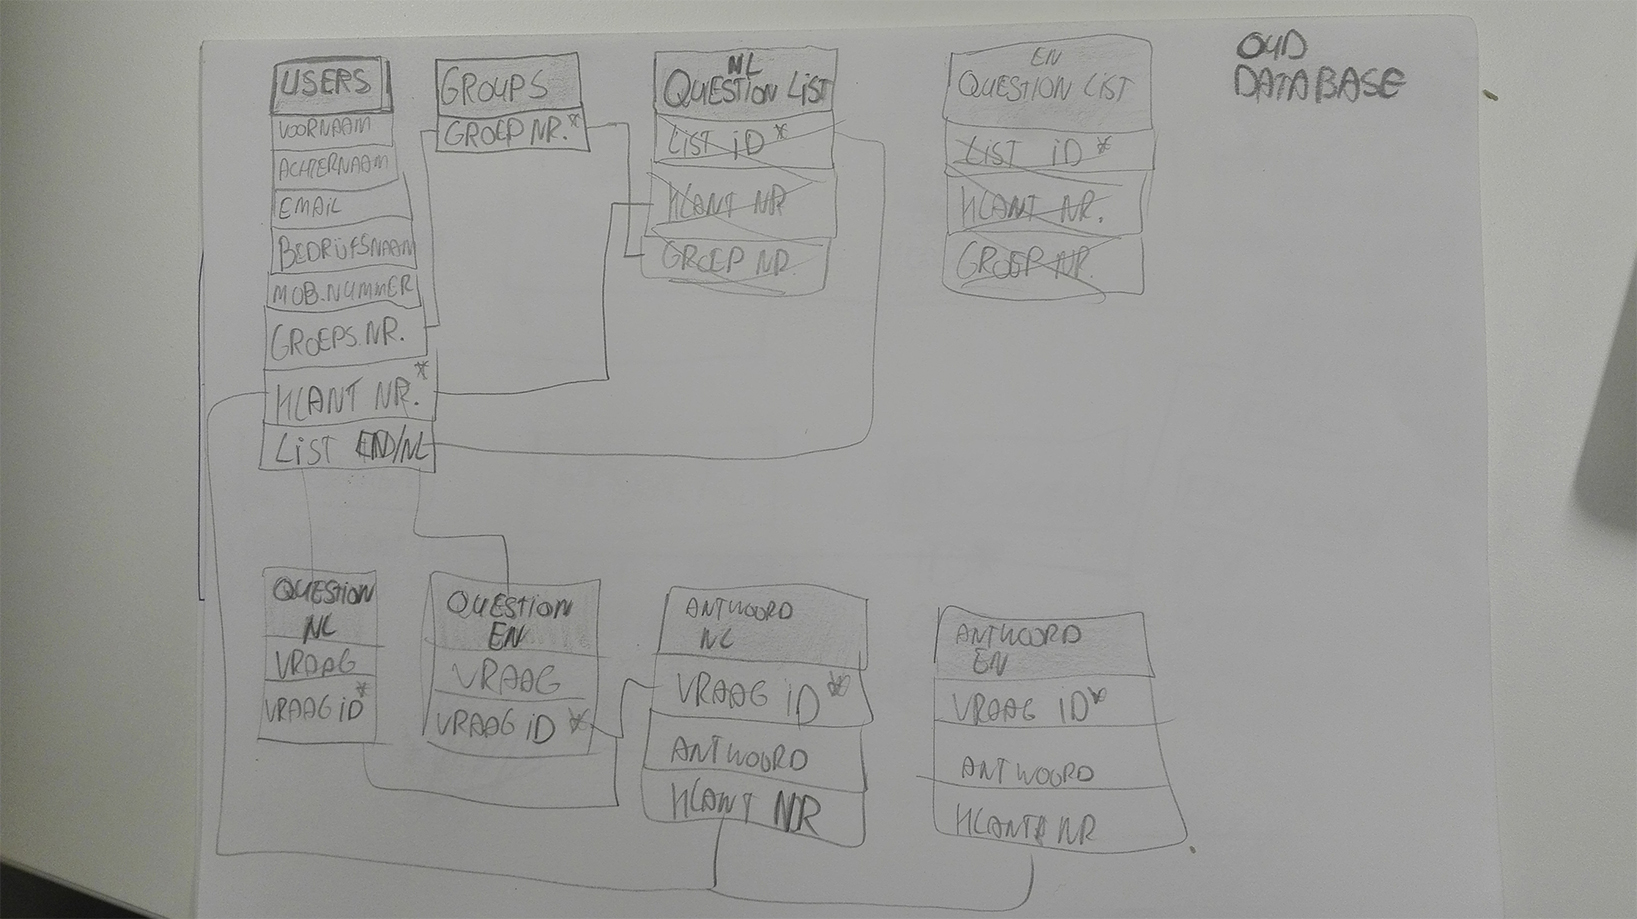 OUD
DATABASE
USERS
VOORNAAM
ACHTERNAAM
EMAIL
BEDRIJFSNAAM
MOB.NUMMER
GROEPS.NR.
KLANT NR.*
LIST EN/NL
GROUPS
GROEP NR.*
NL
QUESTION LIST
LIST ID*
KLANT NR
GROEP NR
EN
QUESTION LIST
LIST ID*
KLANT NR.
GROEP NR.
QUESTION
NL
VRAAG
VRAAG ID*
QUESTION
EN
VRAAG
VRAAG ID*
ANTWOORD
NL
VRAAG ID*
ANTWOORD
KLANT NR
ANTWOORD
EN
VRAAG ID*
ANTWOORD
KLANT NR